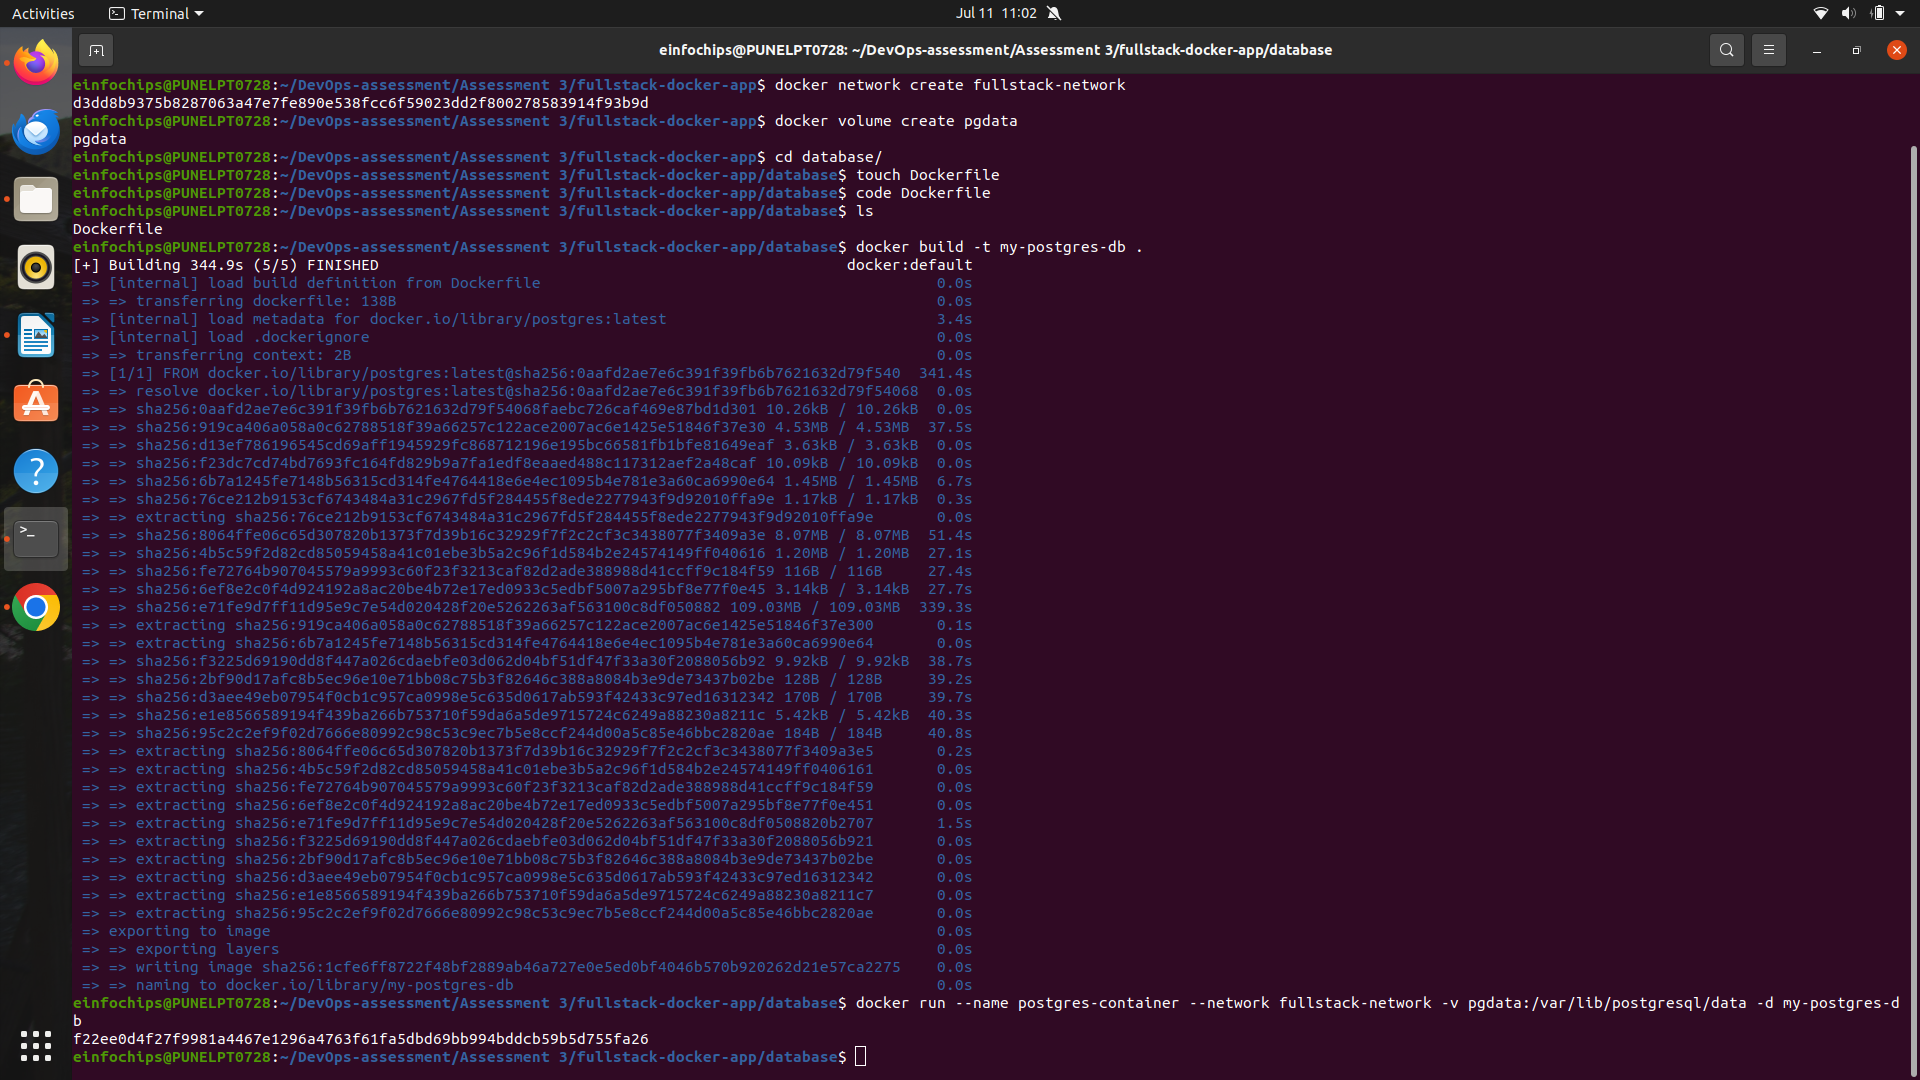 Activities
Terminal
Jul 11 11:02
einfochips@PUNELPT0728: ~/DevOps-assessment/Assessment 3/fullstack-docker-app/database
einfochips@PUNELPT0728:~/DevOps-assessment/Assessment 3/fullstack-docker-app$ docker network create fullstack-network
d3dd8b9375b8287063a47e7fe890e538fcc6f59023dd2f800278583914f93b9d
einfochips@PUNELPT0728:~/DevOps-assessment/Assessment 3/fullstack-docker-app$ docker volume create pgdata
pgdata
einfochips@PUNELPT0728:~/DevOps-assessment/Assessment 3/fullstack-docker-app$ cd database/
einfochips@PUNELPT0728:~/DevOps-assessment/Assessment 3/fullstack-docker-app/database$ touch Dockerfile
einfochips@PUNELPT0728:~/DevOps-assessment/Assessment 3/fullstack-docker-app/database$ code Dockerfile
einfochips@PUNELPT0728:~/DevOps-assessment/Assessment 3/fullstack-docker-app/database$ ls
Dockerfile
einfochips@PUNELPT0728:~/DevOps-assessment/Assessment 3/fullstack-docker-app/database$ docker build -t my-postgres-db .
[+] Building 344.9s (5/5) FINISHED docker:default
=> [internal] load build definition from Dockerfile 0.0s
=> => transferring dockerfile: 138B 0.0s
=> [internal] load metadata for docker.io/library/postgres:latest 3.4s
=> [internal] load .dockerignore 0.0s
=> => transferring context: 2B 0.0s
=> [1/1] FROM docker.io/library/postgres:latest@sha256:0aafd2ae7e6c391f39fb6b7621632d79f540 341.4s
=> => resolve docker.io/library/postgres:latest@sha256:0aafd2ae7e6c391f39fb6b7621632d79f54068 0.0s
=> => sha256:0aafd2ae7e6c391f39fb6b7621632d79f54068faebc726caf469e87bd1d301 10.26kB / 10.26kB 0.0s
=> => sha256:919ca406a058a0c62788518f39a66257c122ace2007ac6e1425e51846f37e30 4.53MB / 4.53MB 37.5s
=> => sha256:d13ef786196545cd69aff1945929fc868712196e195bc66581fb1bfe81649eaf 3.63kB / 3.63kB 0.0s
=> => sha256:f23dc7cd74bd7693fc164fd829b9a7fa1edf8eaaed488c117312aef2a48caf 10.09kB / 10.09kB 0.0s
=> => sha256:6b7a1245fe7148b56315cd314fe4764418e6e4ec1095b4e781e3a60ca6990e64 1.45MB / 1.45MB 6.7s
=> => sha256:76ce212b9153cf6743484a31c2967fd5f284455f8ede2277943f9d92010ffa9e 1.17kB / 1.17kB 0.3s
=> => extracting sha256:76ce212b9153cf6743484a31c2967fd5f284455f8ede2277943f9d92010ffa9e 0.0s
=> => sha256:8064ffe06c65d307820b1373f7d39b16c32929f7f2c2cf3c3438077f3409a3e 8.07MB / 8.07MB 51.4s
=> => sha256:4b5c59f2d82cd85059458a41c01ebe3b5a2c96f1d584b2e24574149ff040616 1.20MB / 1.20MB 27.1s
=> => sha256:fe72764b907045579a9993c60f23f3213caf82d2ade388988d41ccff9c184f59 116B / 116B 27.4s
=> => sha256:6ef8e2c0f4d924192a8ac20be4b72e17ed0933c5edbf5007a295bf8e77f0e45 3.14kB / 3.14kB 27.7s
=> => sha256:e71fe9d7ff11d95e9c7e54d020428f20e5262263af563100c8df050882 109.03MB / 109.03MB 339.3s
=> => extracting sha256:919ca406a058a0c62788518f39a66257c122ace2007ac6e1425e51846f37e300 0.1s
=> => extracting sha256:6b7a1245fe7148b56315cd314fe4764418e6e4ec1095b4e781e3a60ca6990e64 0.0s
=> => sha256:f3225d69190dd8f447a026cdaebfe03d062d04bf51df47f33a30f2088056b92 9.92kB / 9.92kB 38.7s
=> => sha256:2bf90d17afc8b5ec96e10e71bb08c75b3f82646c388a8084b3e9de73437b02be 128B / 128B 39.2s
=> => sha256:d3aee49eb07954f0cb1c957ca0998e5c635d0617ab593f42433c97ed16312342 170B / 170B 39.7s
=> => sha256:e1e8566589194f439ba266b753710f59da6a5de9715724c6249a88230a8211c 5.42kB / 5.42kB 40.3s
=> => sha256:95c2c2ef9f02d7666e80992c98c53c9ec7b5e8ccf244d00a5c85e46bbc2820ae 184B / 184B 40.8s
=> => extracting sha256:8064ffe06c65d307820b1373f7d39b16c32929f7f2c2cf3c3438077f3409a3e5 0.2s
=> => extracting sha256:4b5c59f2d82cd85059458a41c01ebe3b5a2c96f1d584b2e24574149ff0406161 0.0s
=> => extracting sha256:fe72764b907045579a9993c60f23f3213caf82d2ade388988d41ccff9c184f59 0.0s
=> => extracting sha256:6ef8e2c0f4d924192a8ac20be4b72e17ed0933c5edbf5007a295bf8e77f0e451 0.0s
=> => extracting sha256:e71fe9d7ff11d95e9c7e54d020428f20e5262263af563100c8df0508820b2707 1.5s
=> => extracting sha256:f3225d69190dd8f447a026cdaebfe03d062d04bf51df47f33a30f2088056b921 0.0s
=> => extracting sha256:2bf90d17afc8b5ec96e10e71bb08c75b3f82646c388a8084b3e9de73437b02be 0.0s
=> => extracting sha256:d3aee49eb07954f0cb1c957ca0998e5c635d0617ab593f42433c97ed16312342 0.0s
=> => extracting sha256:e1e8566589194f439ba266b753710f59da6a5de9715724c6249a88230a8211c7 0.0s
=> => extracting sha256:95c2c2ef9f02d7666e80992c98c53c9ec7b5e8ccf244d00a5c85e46bbc2820ae 0.0s
=> exporting to image 0.0s
=> => exporting layers 0.0s
=> => writing image sha256:1cfe6ff8722f48bf2889ab46a727e0e5ed0bf4046b570b920262d21e57ca2275 0.0s
=> => naming to docker.io/library/my-postgres-db 0.0s
einfochips@PUNELPT0728:~/DevOps-assessment/Assessment 3/fullstack-docker-app/database$ docker run --name postgres-container --network fullstack-network -v pgdata:/var/lib/postgresql/data -d my-postgres-d
b
f22ee0d4f27f9981a4467e1296a4763f61fa5dbd69bb994bddcb59b5d755fa26
einfochips@PUNELPT0728:~/DevOps-assessment/Assessment 3/fullstack-docker-app/database$